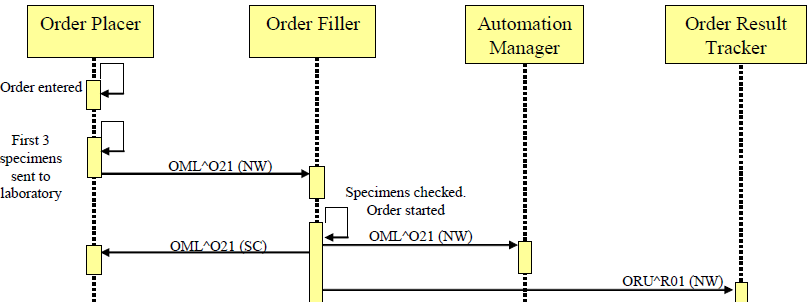 Order Placer
Order Filler
Automation
Manager
Order Result
Tracker
Order entered
First 3
specimens
sent to
laboratory
OML^O21 (NW)
Specimens checked.
Order started
OML^O21 (NW)
OML^O21 (SC)
ORU^R01 (NW)